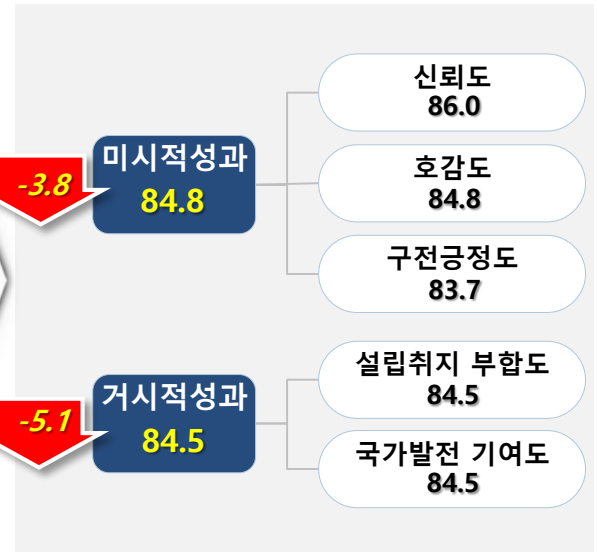 신뢰도
86.0
미시적성과
-3.8
84.8
호감도
84.8
구전긍정도
83.7
거시적성과
-5.1
84.5
설립취지 부합도
84.5
국가발전 기여도
84.5